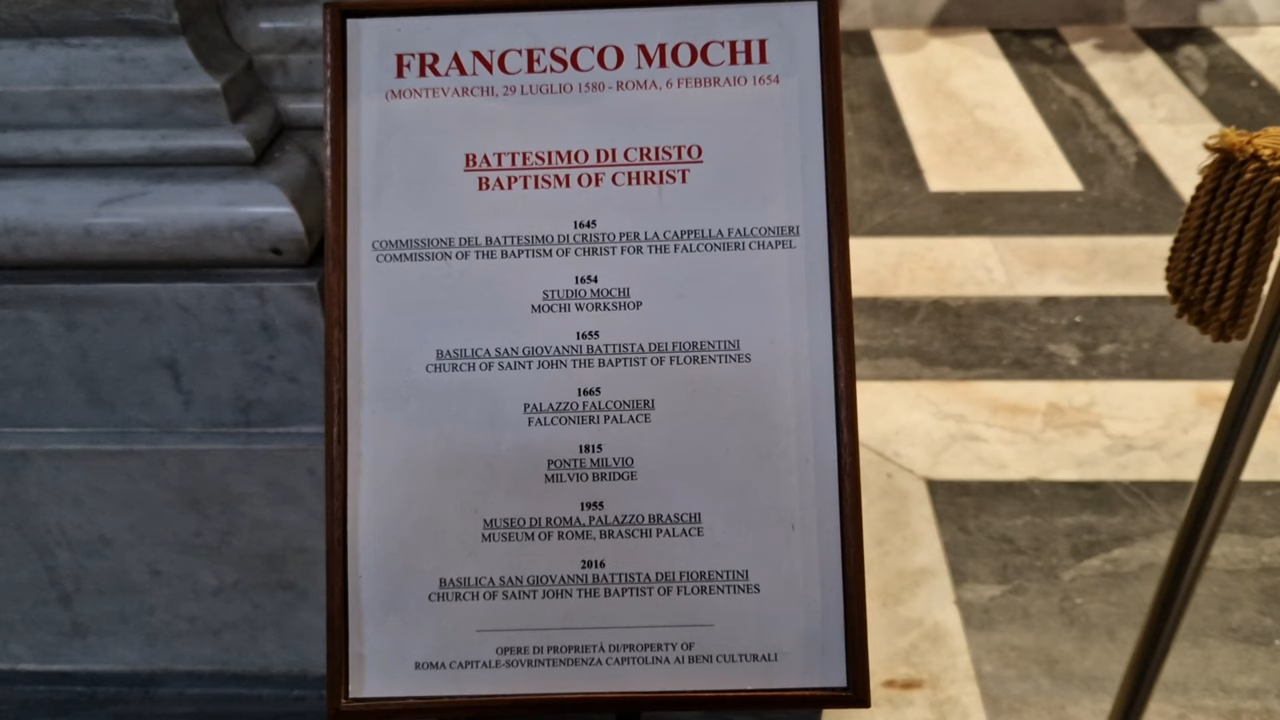 FRANCESCO MOCHI
(MONTEVARCHI, 29 LUGLIO 1580 - ROMA, 6 FEBBRAIO 1654
BATTESIMO DI CRISTO
BAPTISM OF CHRIST
1645
COMMISSIONE DEL BATTESIMO DI CRISTO PER LA CAPPELLA FALCONIERI
COMMISSION OF THE BAPTISM OF CHRIST FOR THE FALCONIERI CHAPEL
1654
STUDIO MOCHI
MOCHI WORKSHOP
1655
BASILICA SAN GIOVANNI BATTISTA DEI FIORENTINI
CHURCH OF SAINT JOHN THE BAPTIST OF FLORENTINES
1665
PALAZZO FALCONIERI
FALCONIERI PALACE
1815
PONTE MILVIO
MILVIO BRIDGE
1955
MUSEO DI ROMA, PALAZZO BRASCHI
MUSEUM OF ROME, BRASCHI PALACE
2016
BASILICA SAN GIOVANNI BATTISTA DEI FIORENTINI
CHURCH OF SAINT JOHN THE BAPTIST OF FLORENTINES
OPERE DI PROPRIETÀ DI/PROPERTY OF
ROMA CAPITALE-SOVRINTENDENZA CAPITOLINA AI BENI CULTURALI